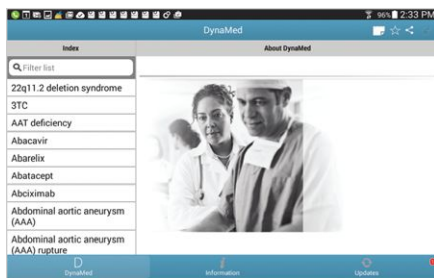 96% 2:33 PM
DynaMed
Index
About DynaMed
Filter list
22q11.2 deletion syndrome
3TC
AAT deficiency
Abacavir
Abarelix
Abatacept
Abciximab
Abdominal aortic aneurysm
(AAA)
Abdominal aortic aneurysm
(AAA) rupture
DynaMed
Information
Updates